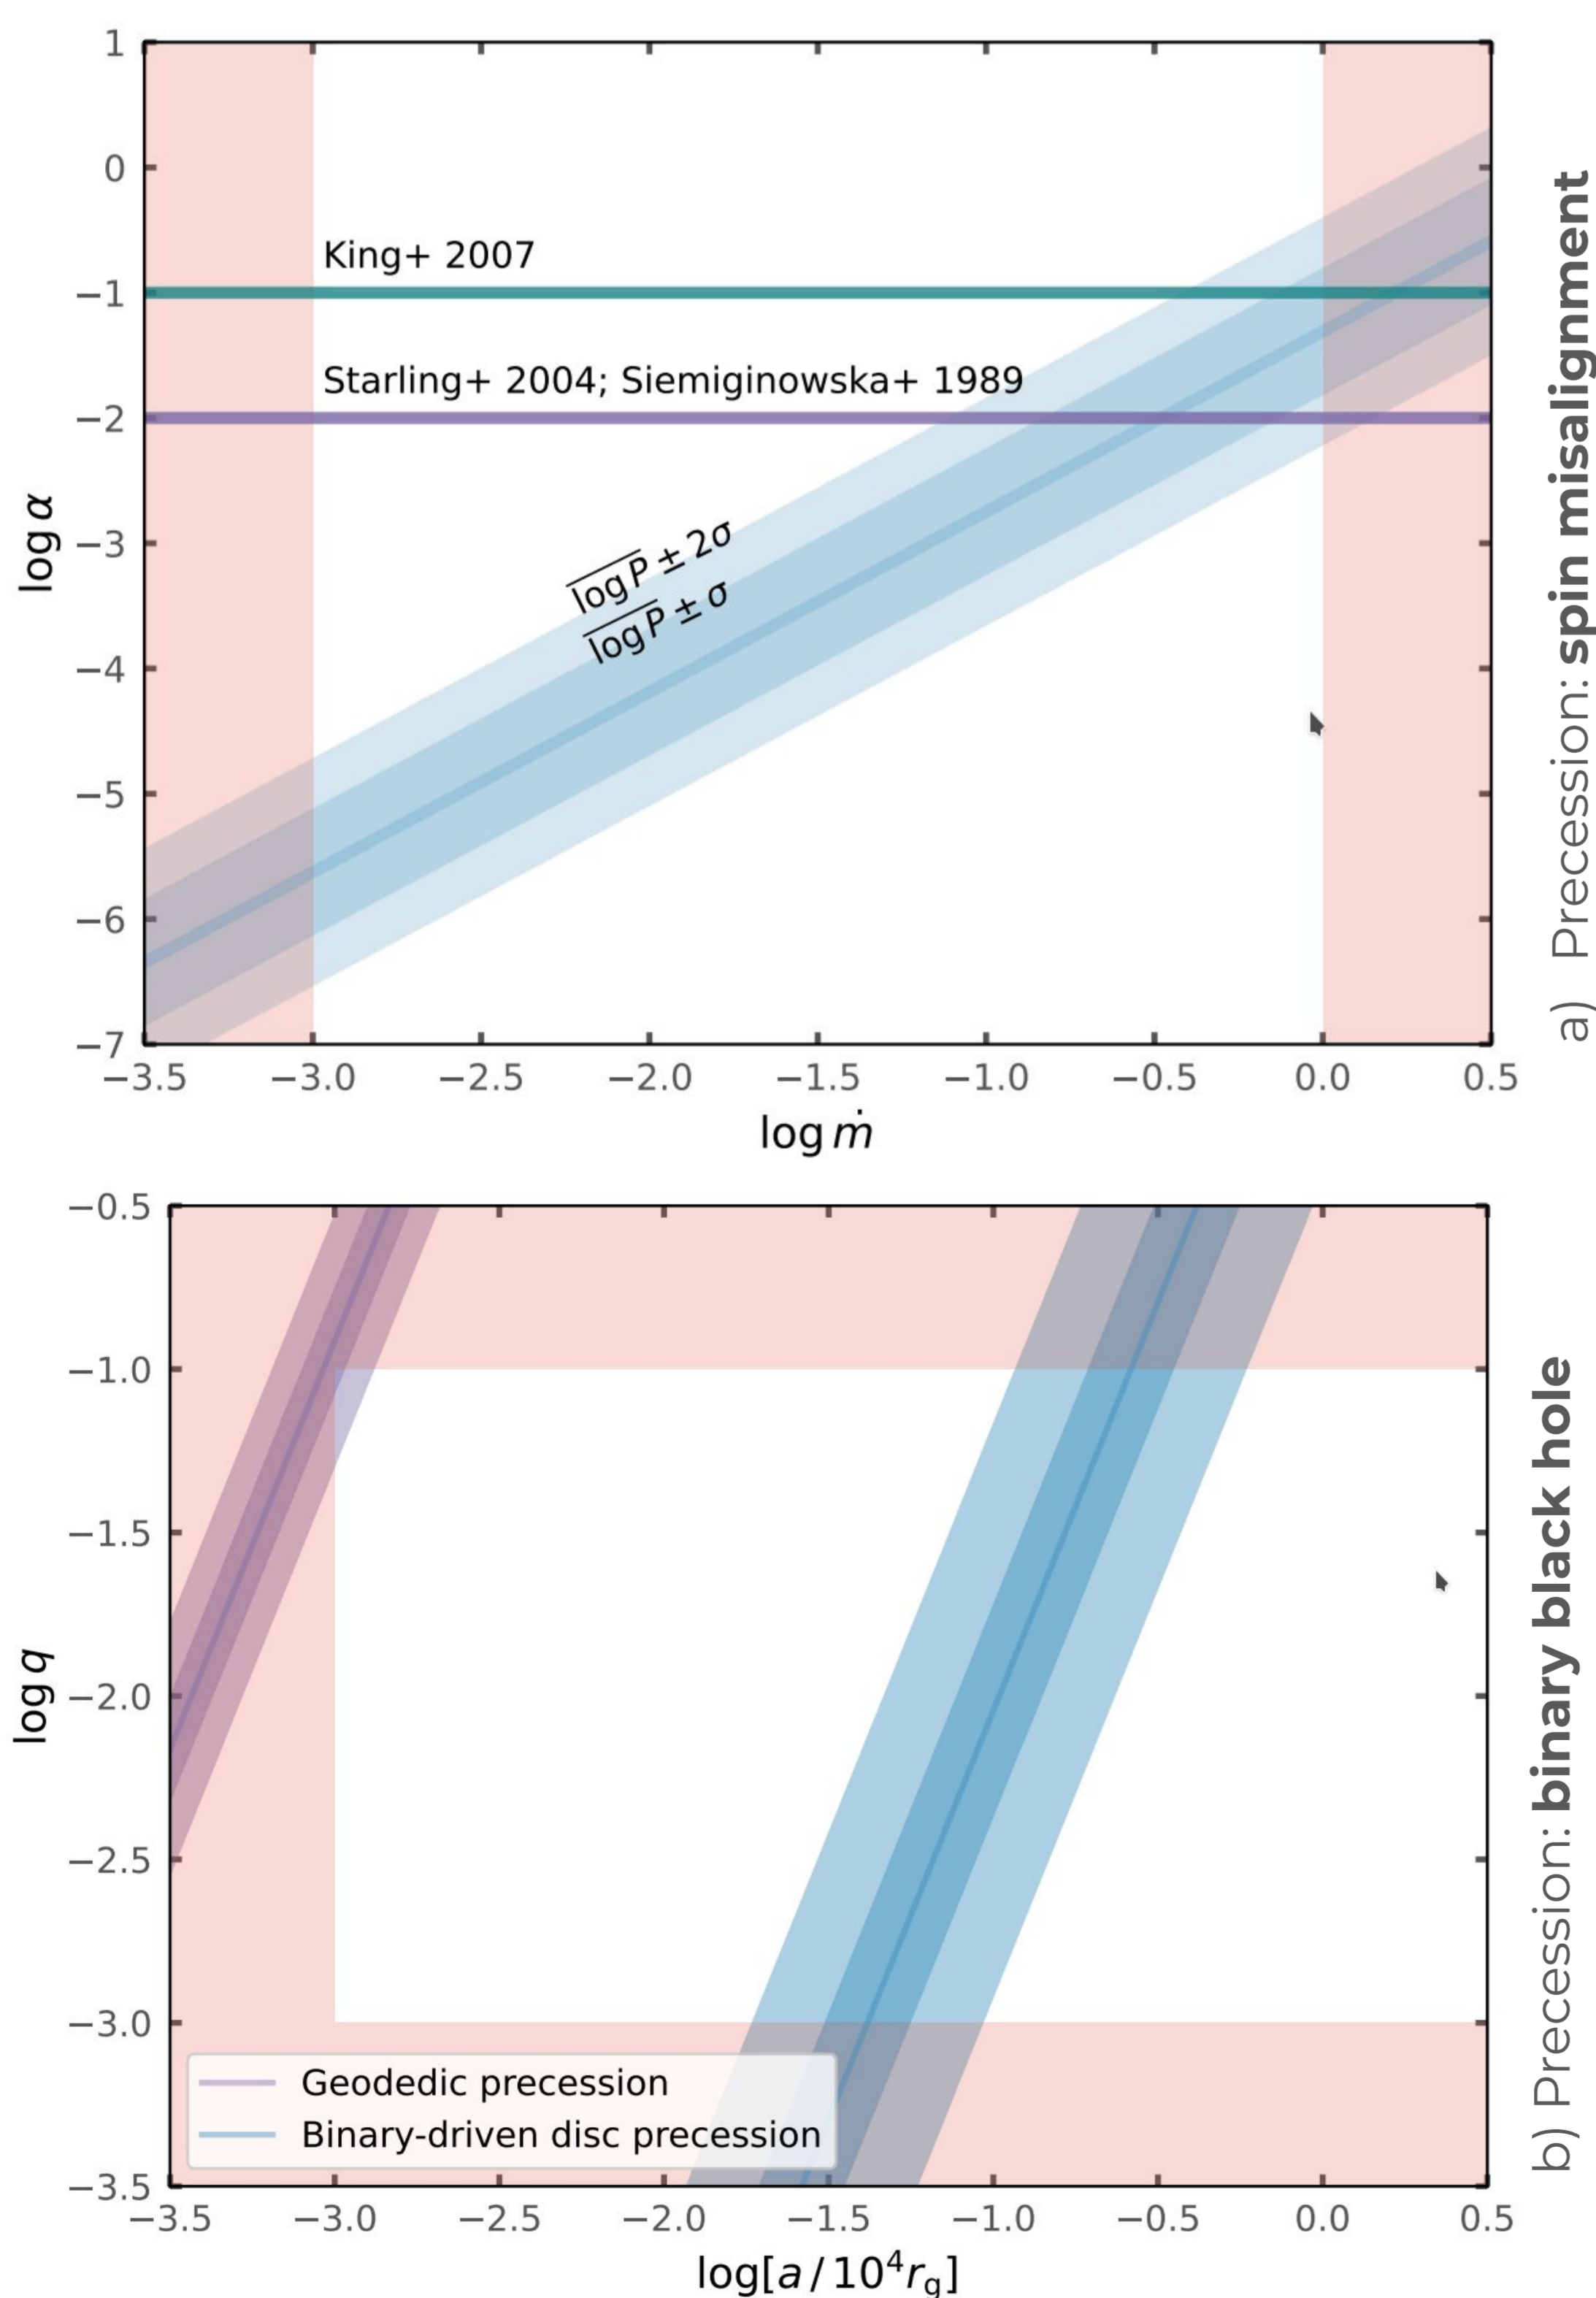 1
0
−1
−2
−3
−4
−5
−6
−7
log α
King+ 2007
Starling+ 2004; Siemiginowska+ 1989
log P ± 2σ
log P ± σ
−3.5 −3.0 −2.5 −2.0 −1.5 −1.0 −0.5 0.0 0.5
log ṁ
a) Precession: spin misalignment
−0.5
−1.0
−1.5
−2.0
−2.5
−3.0
−3.5
log q
Geodedic precession
Binary-driven disc precession
−3.5 −3.0 −2.5 −2.0 −1.5 −1.0 −0.5 0.0 0.5
log[a / 10⁴r_g]
b) Precession: binary black hole